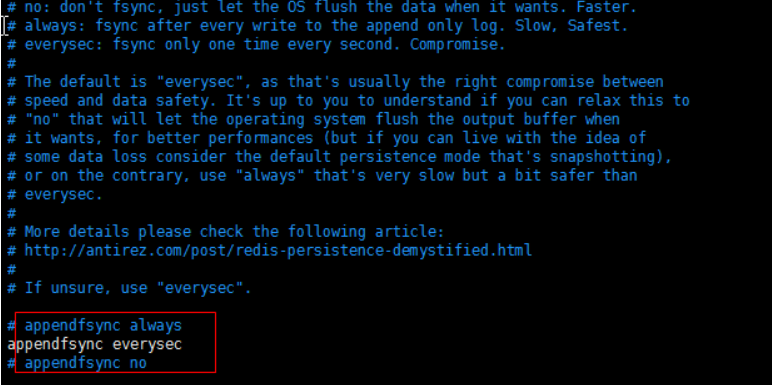 # no: don't fsync, just let the OS flush the data when it wants. Faster.
# always: fsync after every write to the append only log. Slow, Safest.
# everysec: fsync only one time every second. Compromise.
#
# The default is "everysec", as that's usually the right compromise between
# speed and data safety. It's up to you to understand if you can relax this to
# "no" that will let the operating system flush the output buffer when
# it wants, for better performances (but if you can live with the idea of
# some data loss consider the default persistence mode that's snapshotting),
# or on the contrary, use "always" that's very slow but a bit safer than
# everysec.
#
# More details please check the following article:
# http://antirez.com/post/redis-persistence-demystified.html
#
# If unsure, use "everysec".
# appendfsync always
appendfsync everysec
# appendfsync no